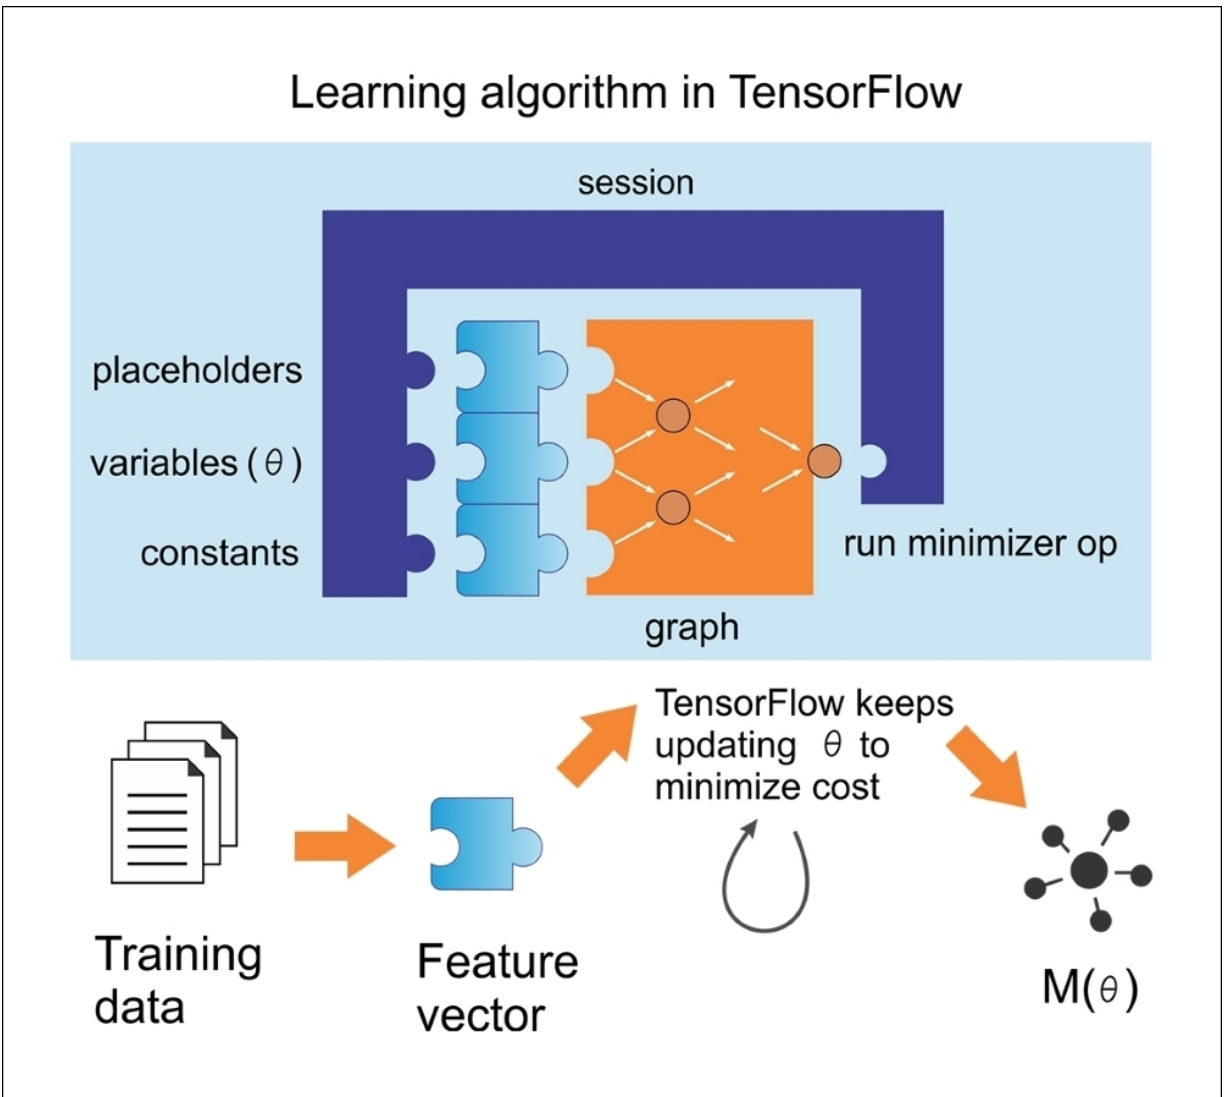 Learning algorithm in TensorFlow
session
placeholders
variables (θ)
constants
run minimizer op
graph
TensorFlow keeps
updating θ to
minimize cost
Training
data
Feature
vector
M(θ)